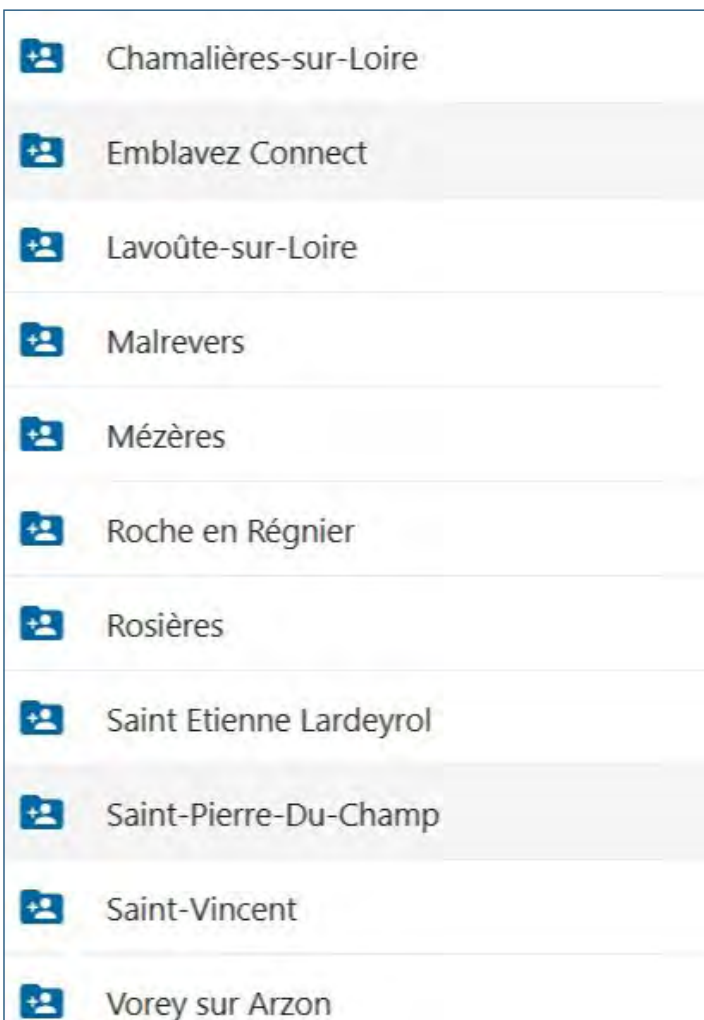 Chamalières-sur-Loire
Emblavez Connect
Lavoûte-sur-Loire
Malrevers
Mézères
Roche en Régnier
Rosières
Saint Etienne Lardeyrol
Saint-Pierre-Du-Champ
Saint-Vincent
Vorey sur Arzon